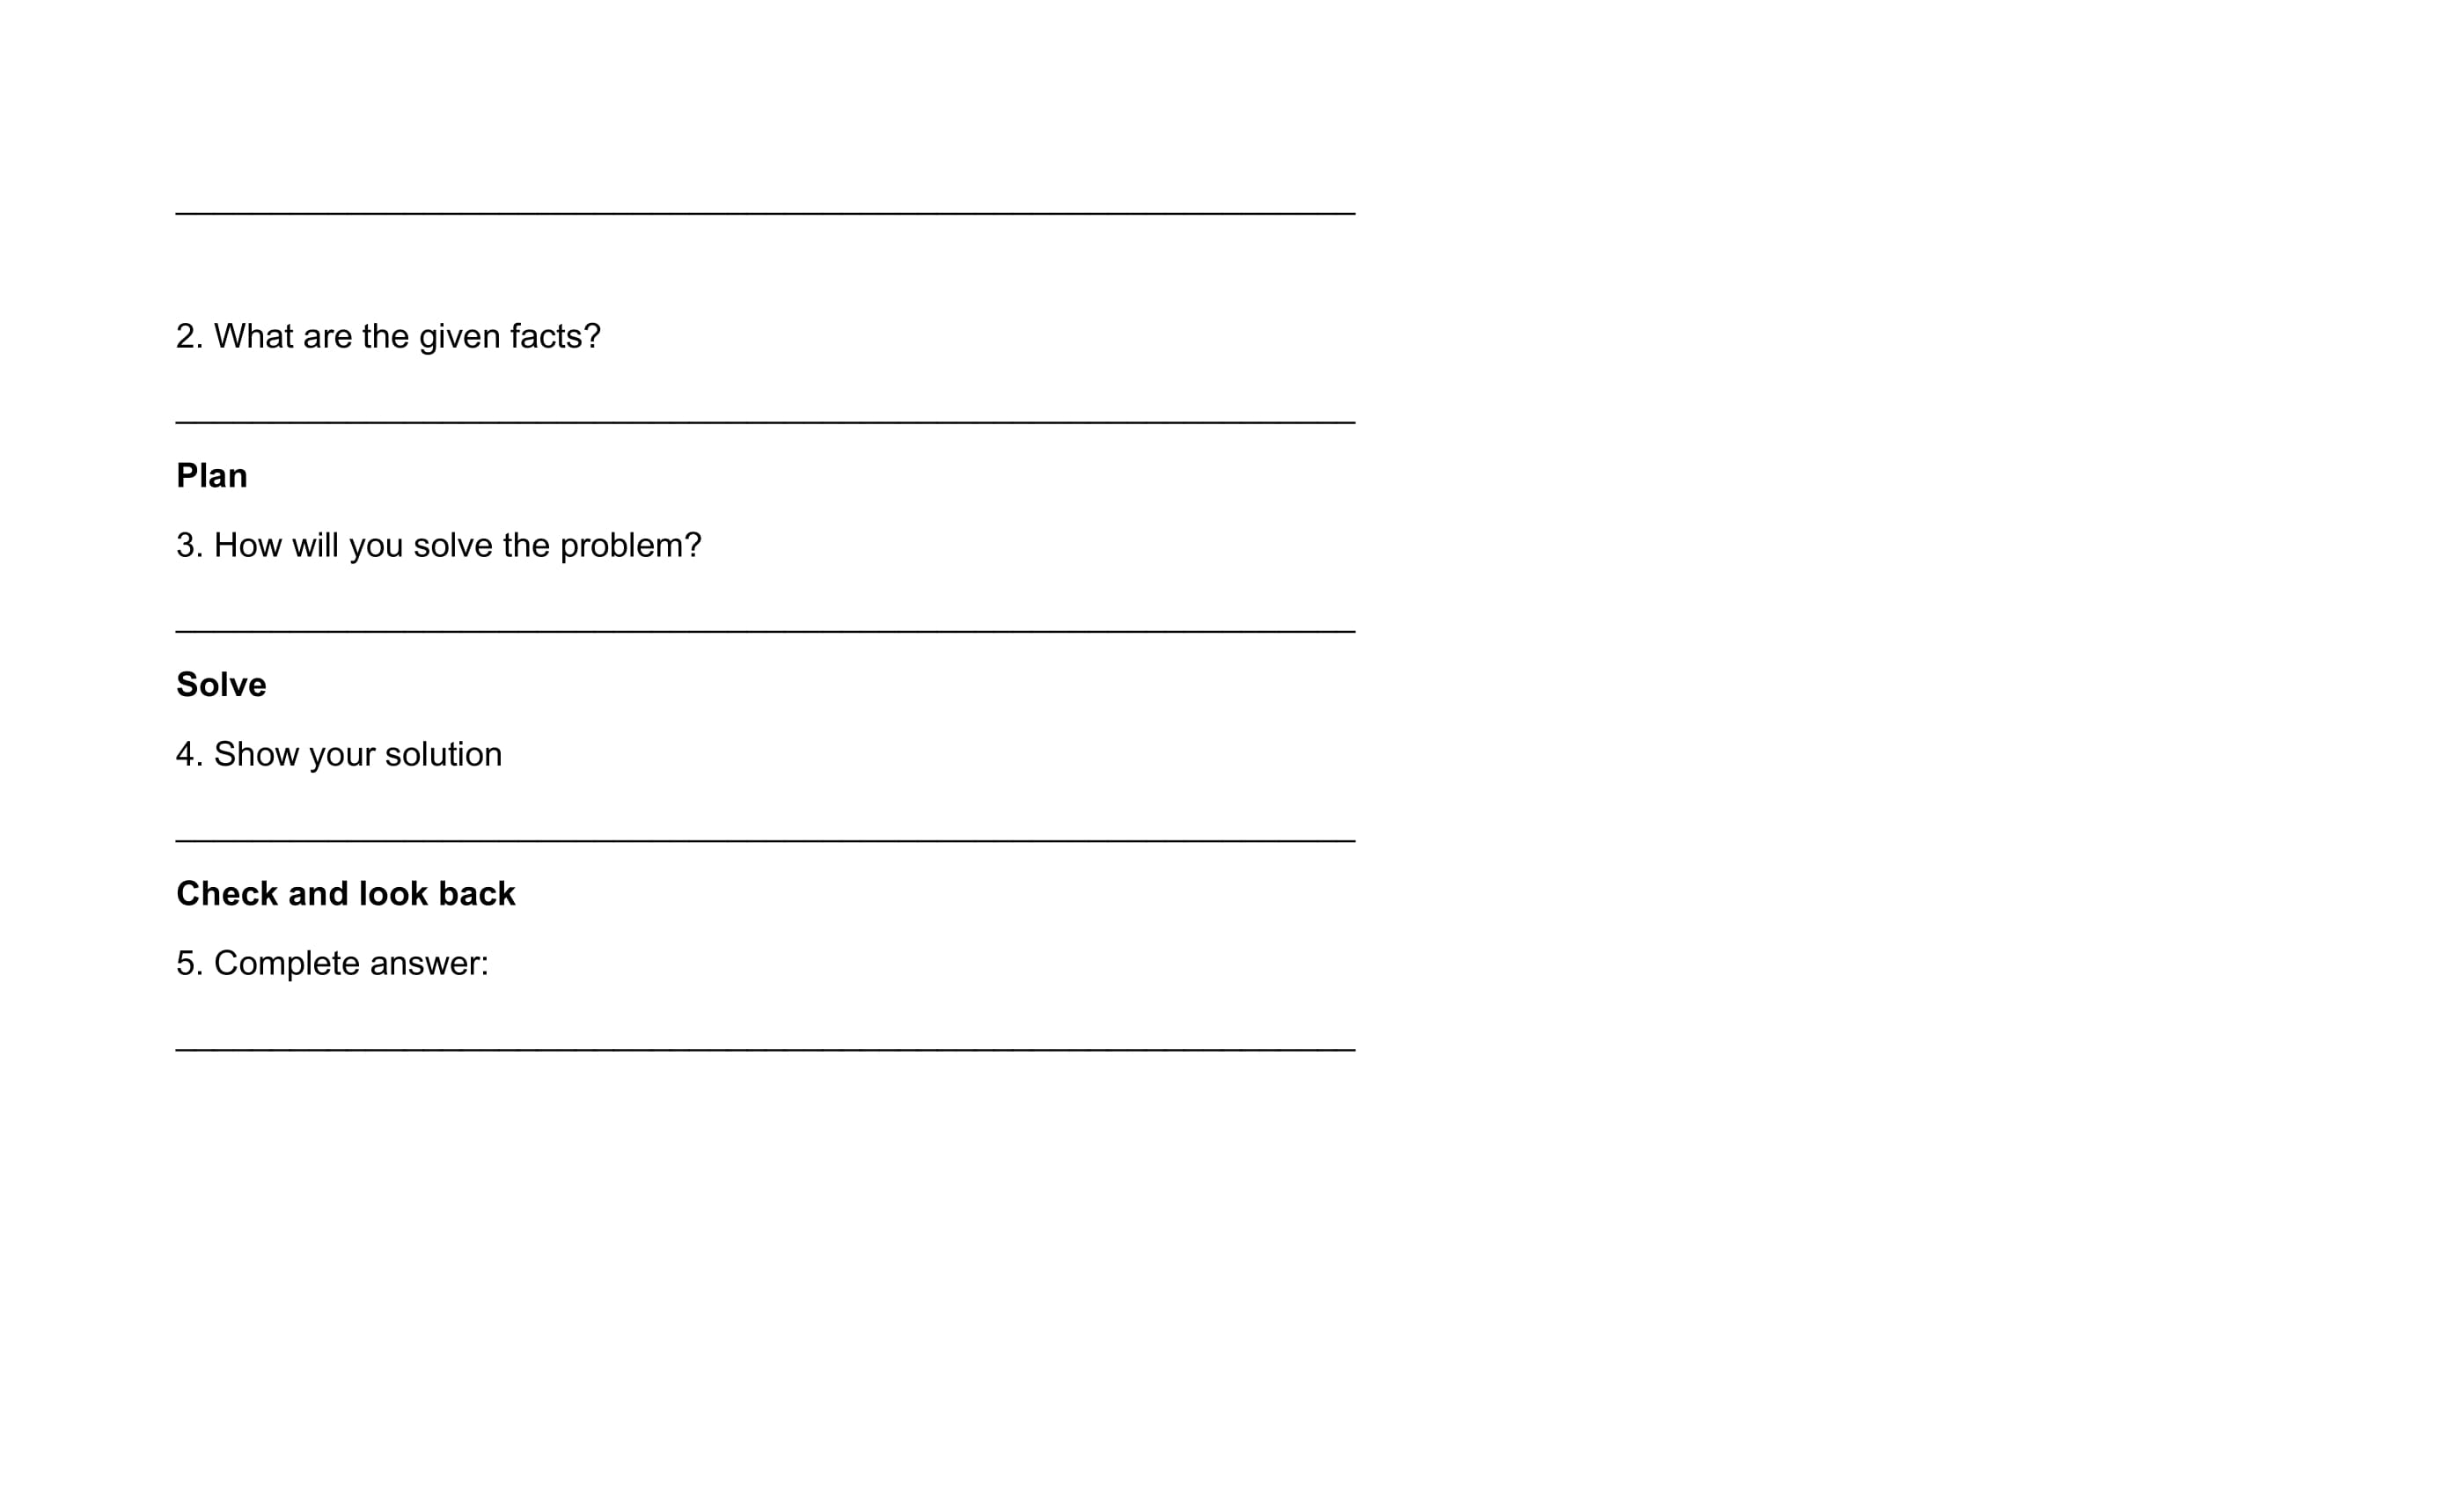 2. What are the given facts?
Plan
3. How will you solve the problem?
Solve
4. Show your solution
Check and look back
5. Complete answer: